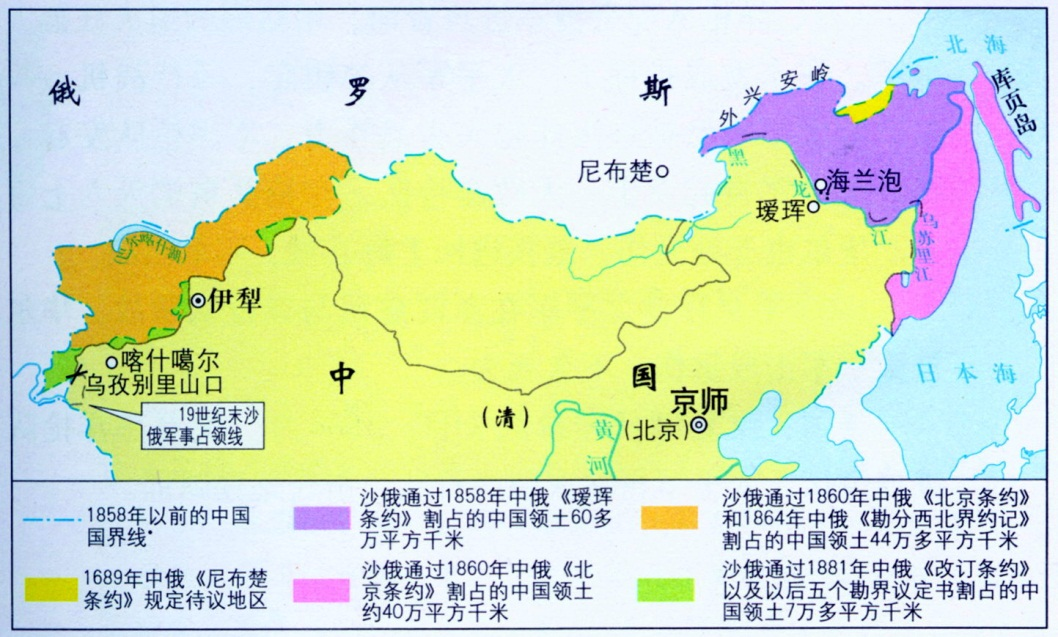 北海
俄罗斯
外兴安岭
库页岛
尼布楚
黑龙江
海兰泡
瑷珲
乌苏里江
(巴尔喀什湖)
伊犁
喀什噶尔
乌孜别里山口
中国
(清)
京师
(北京)
日本海
黄河
19世纪末沙
俄军事占领线
1858年以前的中国
国界线*
沙俄通过1858年中俄《瑷珲
条约》割占的中国领土60多
万平方千米
沙俄通过1860年中俄《北京条约》
和1864年中俄《勘分西北界约记》
割占的中国领土44万多平方千米
1689年中俄《尼布楚
条约》规定待议地区
沙俄通过1860年中俄《北
京条约》割占的中国领土
约40万平方千米
沙俄通过1881年中俄《改订条约》
以及以后五个勘界议定书割占的中
国领土7万多平方千米